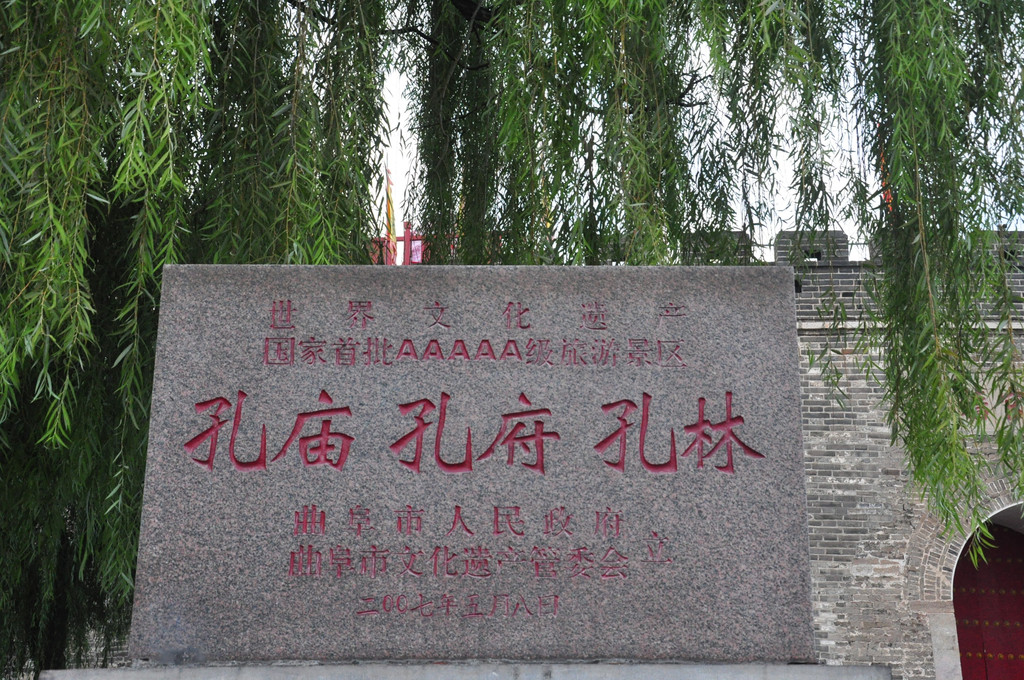 世界文化遗产
国家首批AAAAA级旅游景区
孔庙 孔府 孔林
曲阜市人民政府
曲阜市文化遗产管委会 立
二00七年五月八日